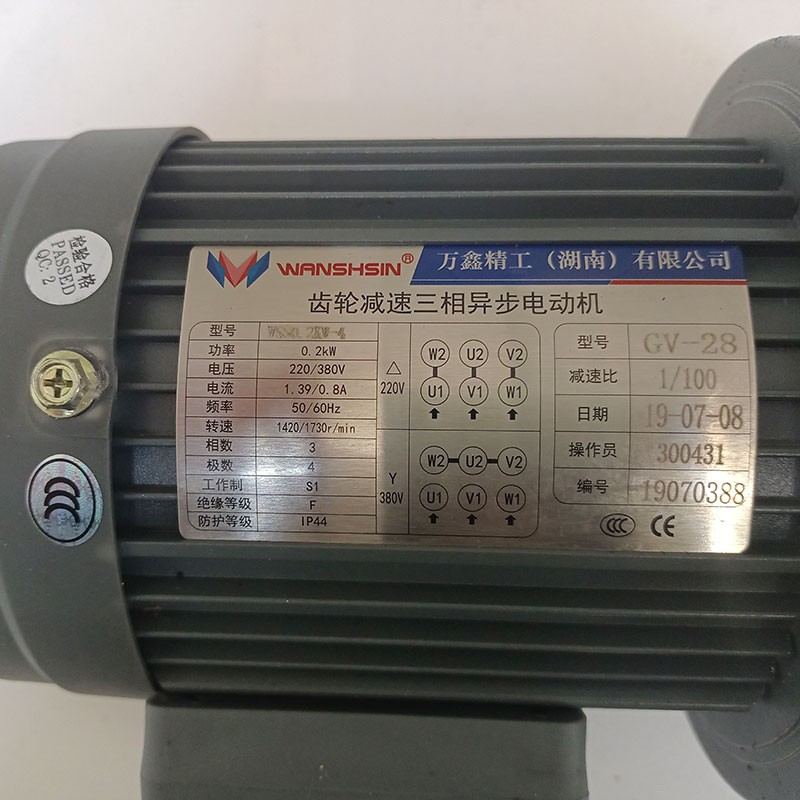 检验合格
PASSED
QC: 2
WANSHSIN®
万鑫精工（湖南）有限公司
齿轮减速三相异步电动机
型号
功率 0.2kW
电压 220/380V
电流 1.39/0.8A
频率 50/60Hz
转速 1420/1730r/min
相数 3
极数 4
工作制 S1
绝缘等级 F
防护等级 IP44
△ 220V
W2 U2 V2
U1 V1 W1
Y 380V
W2 U2 V2
U1 V1 W1
型号 GV-28
减速比 1/100
日期 19-07-08
操作员 300431
编号 19070388
CCC CE
CCC